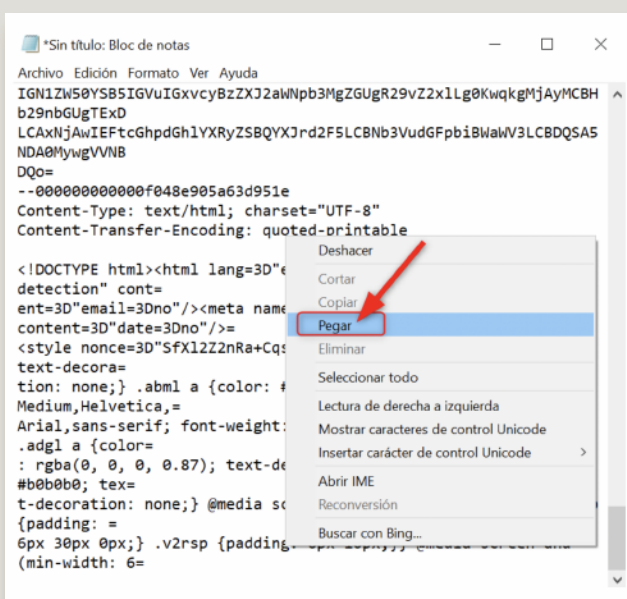 *Sin título: Bloc de notas
Archivo Edición Formato Ver Ayuda
IGN1ZW50YSB5IGVuIGxvcyBzZXJ2aWNpb3MgZGUgR29vZ2xlLg0KwqkgMjAyMCBH
b29nbGUgTExD
LCAxNjAwIEFtcGhpdGhlYXRyZSBQYXJrd2F5LCBNb3VudGFpbiBWaWV3LCBDQSA5
NDA0MywgVVNB
DQo=
--000000000000f048e905a63d951e
Content-Type: text/html; charset="UTF-8"
Content-Transfer-Encoding: quoted-printable
<!DOCTYPE html><html lang=3D"e
detection" cont=
ent=3D"email=3Dno"/><meta name
content=3D"date=3Dno"/>=
<style nonce=3D"SfXl2Z2nRa+Cqs
text-decora=
tion: none;} .abml a {color: #
Medium,Helvetica,=
Arial,sans-serif; font-weight:
.adgl a {color=
: rgba(0, 0, 0, 0.87); text-de
#b0b0b0; tex=
t-decoration: none;} @media sc
{padding: =
6px 30px 0px;} .v2rsp {padding:
(min-width: 6=
Deshacer
Cortar
Copiar
Pegar
Eliminar
Seleccionar todo
Lectura de derecha a izquierda
Mostrar caracteres de control Unicode
Insertar carácter de control Unicode
Abrir IME
Reconversión
Buscar con Bing...